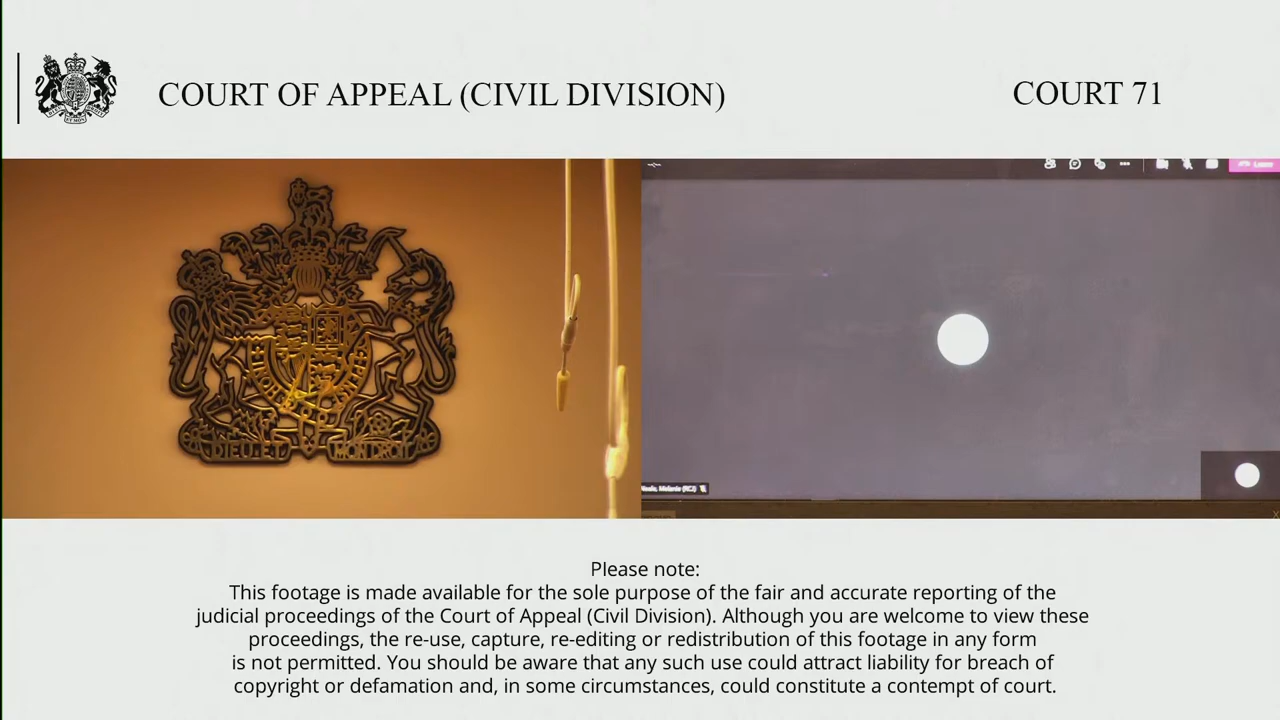 COURT OF APPEAL (CIVIL DIVISION)
COURT 71
Leave
DIEU ET MON DROIT
Melanie (RCJ)
Please note:
This footage is made available for the sole purpose of the fair and accurate reporting of the
judicial proceedings of the Court of Appeal (Civil Division). Although you are welcome to view these
proceedings, the re-use, capture, re-editing or redistribution of this footage in any form
is not permitted. You should be aware that any such use could attract liability for breach of
copyright or defamation and, in some circumstances, could constitute a contempt of court.